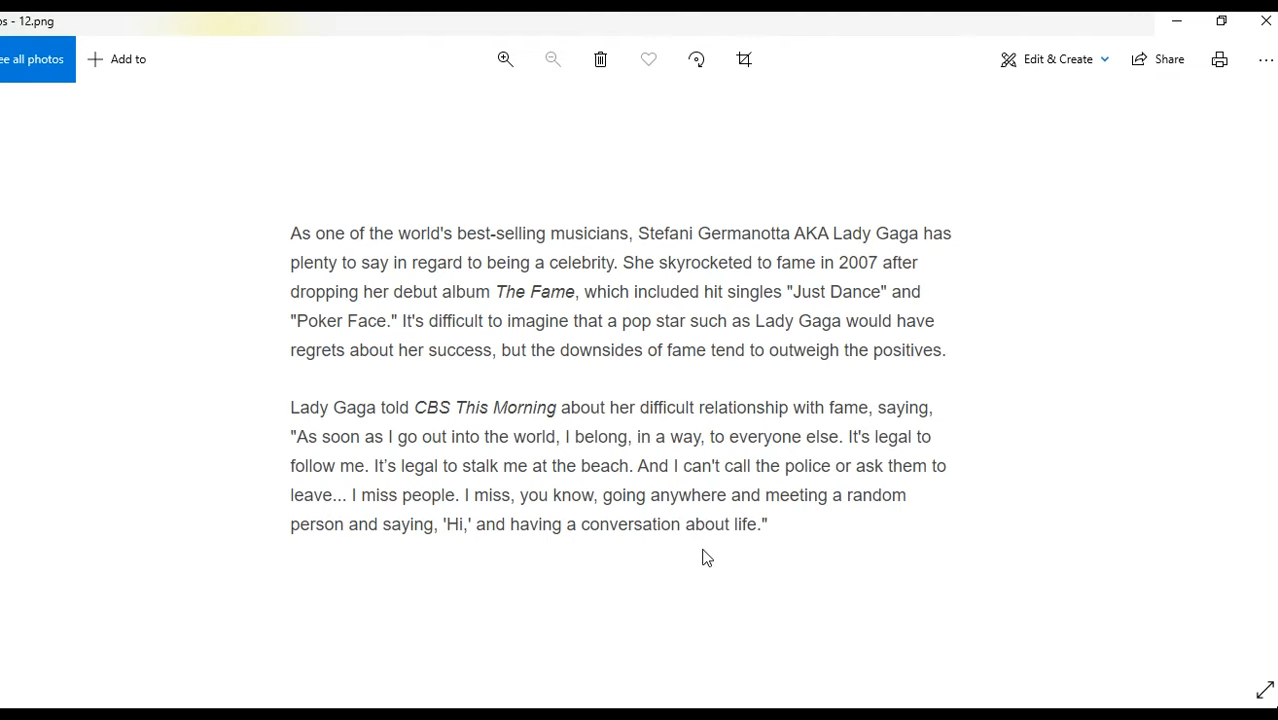 os - 12.png
ee all photos
Add to
Edit & Create
Share
As one of the world's best-selling musicians, Stefani Germanotta AKA Lady Gaga has
plenty to say in regard to being a celebrity. She skyrocketed to fame in 2007 after
dropping her debut album The Fame, which included hit singles "Just Dance" and
"Poker Face." It's difficult to imagine that a pop star such as Lady Gaga would have
regrets about her success, but the downsides of fame tend to outweigh the positives.
Lady Gaga told CBS This Morning about her difficult relationship with fame, saying,
"As soon as I go out into the world, I belong, in a way, to everyone else. It's legal to
follow me. It’s legal to stalk me at the beach. And I can't call the police or ask them to
leave... I miss people. I miss, you know, going anywhere and meeting a random
person and saying, 'Hi,' and having a conversation about life."